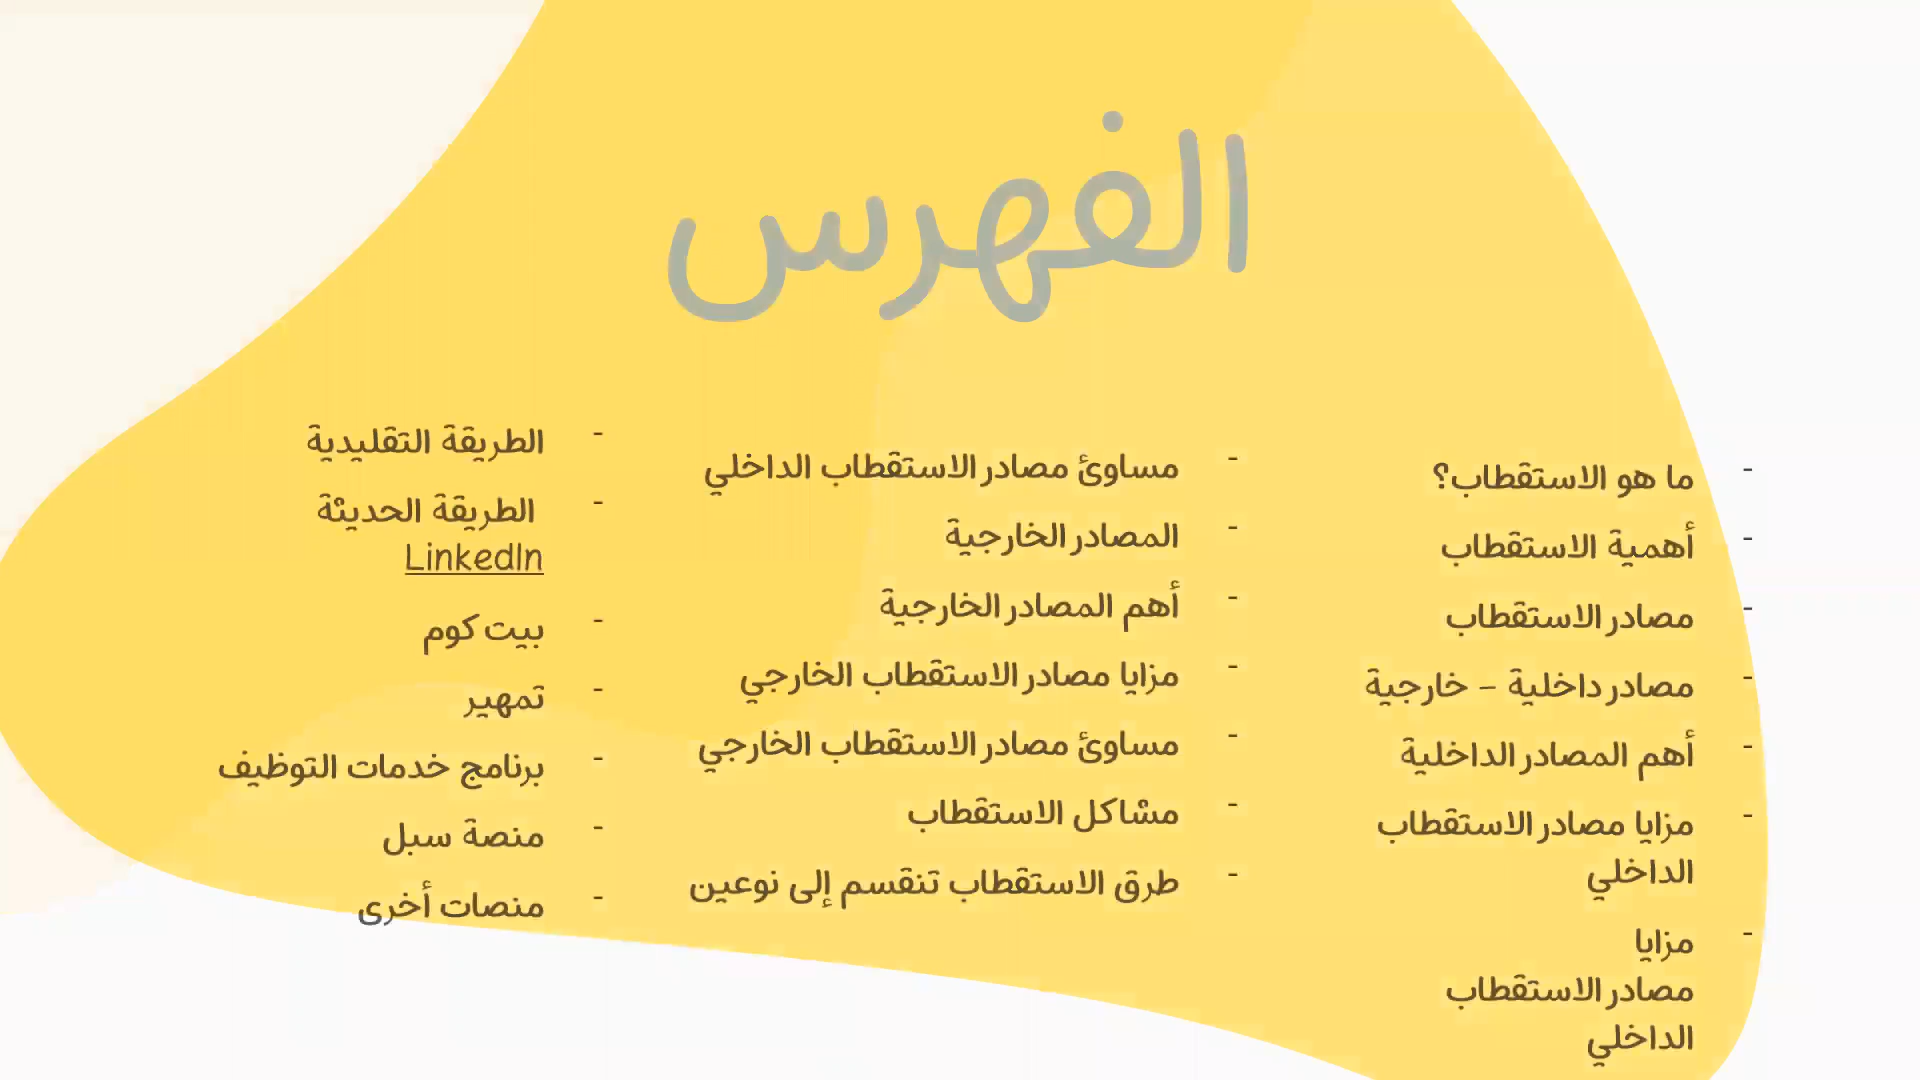 الفهرس
- ما هو الاستقطاب؟
- أهمية الاستقطاب
- مصادر الاستقطاب
- مصادر داخلية – خارجية
- أهم المصادر الداخلية
- مزايا مصادر الاستقطاب
الداخلي
- مزايا
مصادر الاستقطاب
الداخلي
- مساوئ مصادر الاستقطاب الداخلي
- المصادر الخارجية
- أهم المصادر الخارجية
- مزايا مصادر الاستقطاب الخارجي
- مساوئ مصادر الاستقطاب الخارجي
- مشاكل الاستقطاب
- طرق الاستقطاب تنقسم إلى نوعين
- الطريقة التقليدية
- الطريقة الحديثة
LinkedIn
- بيت كوم
- تمهير
- برنامج خدمات التوظيف
- منصة سبل
- منصات أخرى